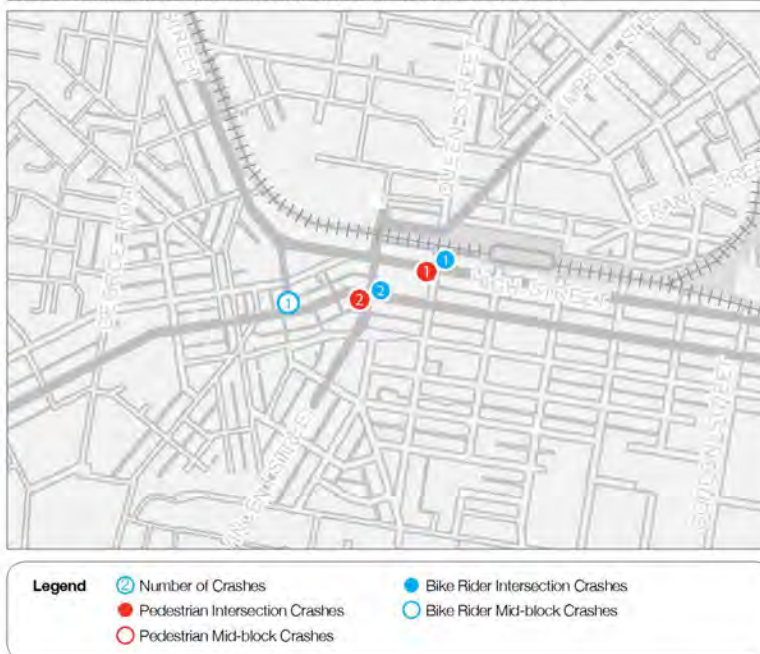 STREET
QUEEN STREET
GRAND STREET
HIGH STREET
1
1
1
2
2
Legend
2 Number of Crashes
Bike Rider Intersection Crashes
Pedestrian Intersection Crashes
Bike Rider Mid-block Crashes
Pedestrian Mid-block Crashes